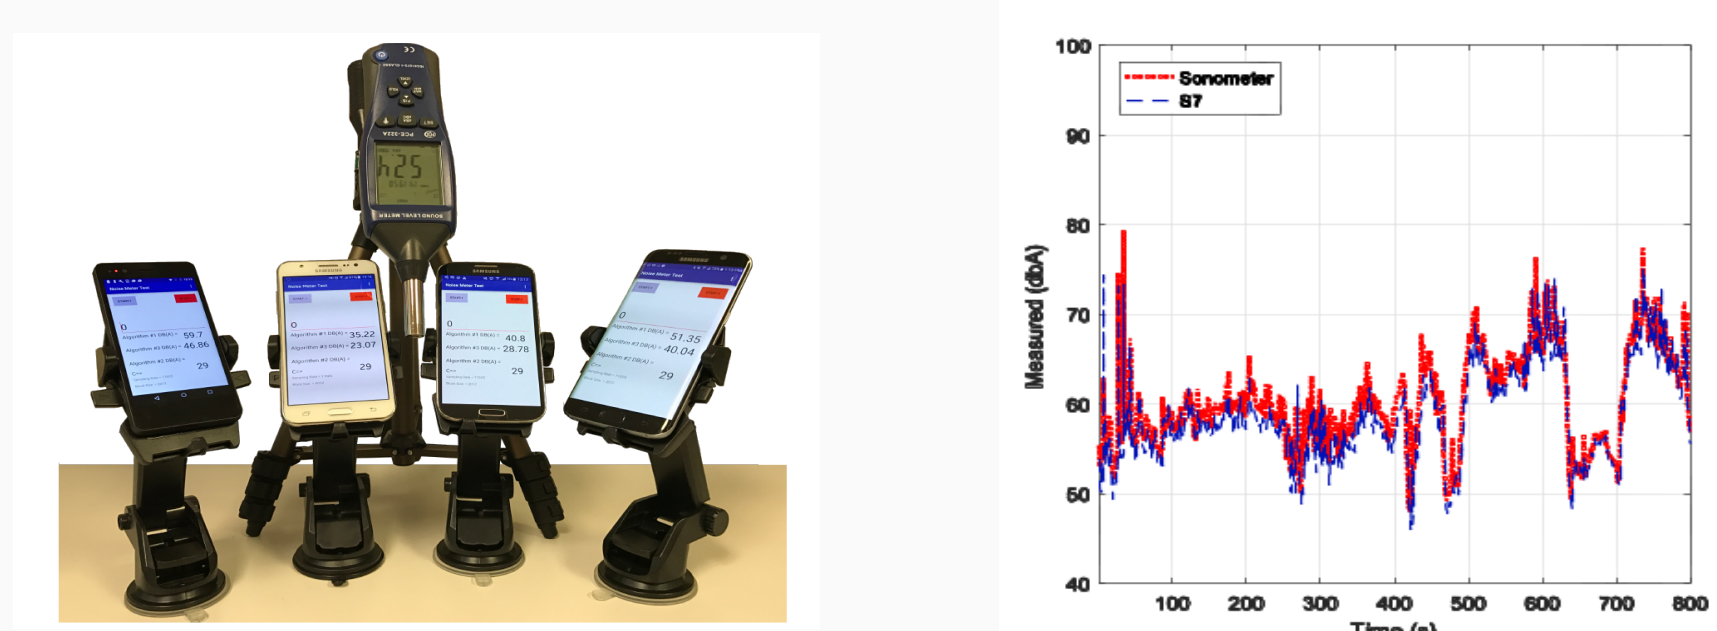 SAMSUNG
SAMSUNG
SAMSUNG
PCE-322A
SOUND LEVEL METER
Noise Meter Test
0
Algorithm #1 DB(A) = 59.7
Algorithm #3 DB(A) = 46.86
Algorithm #2 DB(A) =
C++ 29
Noise Meter Test
0
Algorithm #1 DB(A) = 35.22
Algorithm #3 DB(A) = 23.07
Algorithm #2 DB(A) =
C++ 29
Noise Meter Test
0
Algorithm #1 DB(A) = 40.8
Algorithm #3 DB(A) = 28.78
Algorithm #2 DB(A) =
C++ 29
Noise Meter Test
0
Algorithm #1 DB(A) = 51.35
Algorithm #3 DB(A) = 40.04
Algorithm #2 DB(A) =
C++ 29
100
90
80
70
60
50
40
Measured (dbA)
Sonometer
S7
100 200 300 400 500 600 700 800
Time (s)